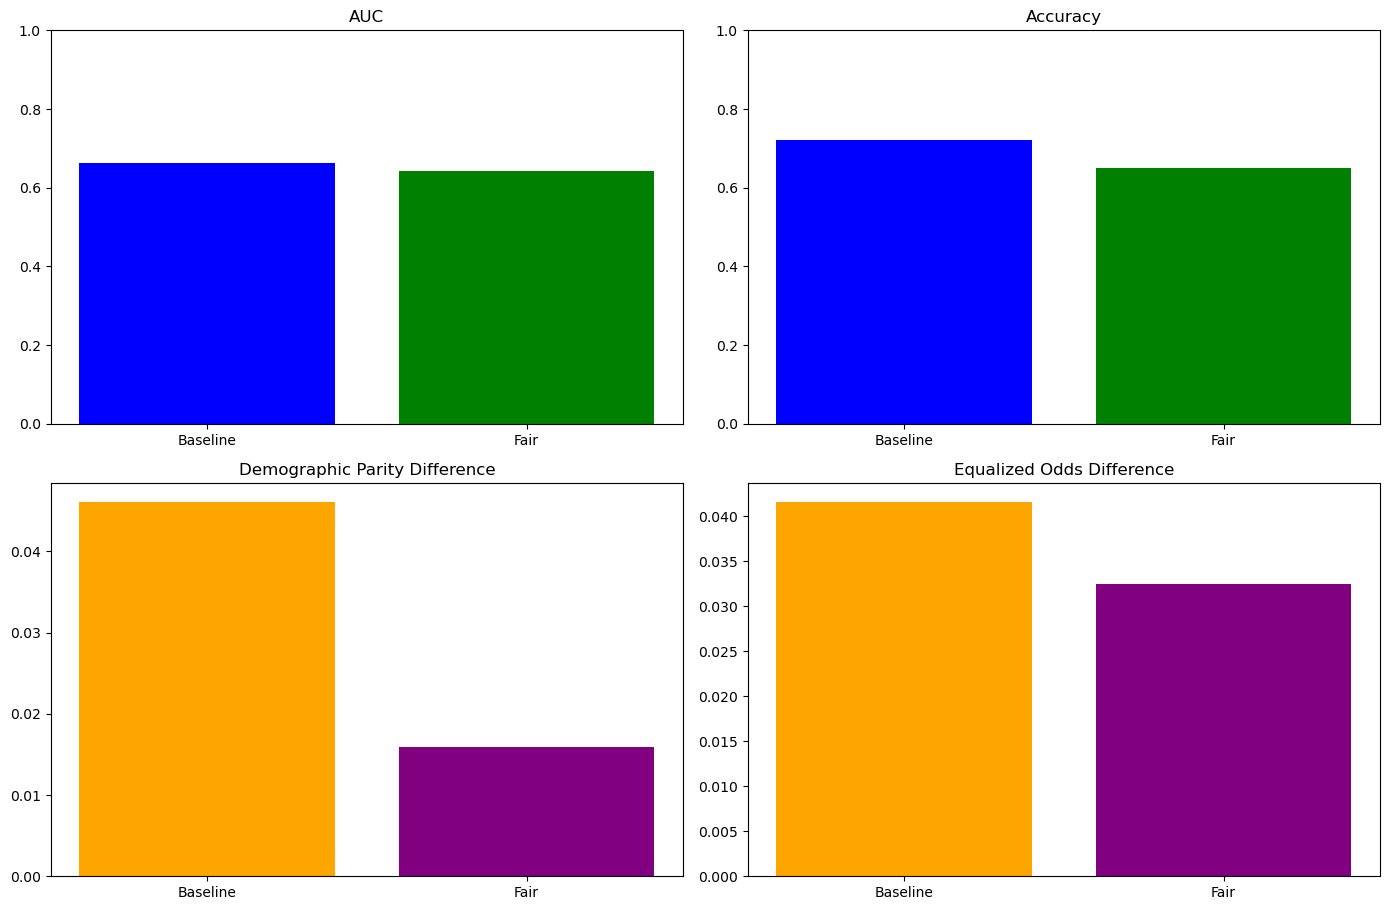 AUC
1.0
0.8
0.6
0.4
0.2
0.0
Baseline
Fair
Accuracy
1.0
0.8
0.6
0.4
0.2
0.0
Baseline
Fair
Demographic Parity Difference
0.04
0.03
0.02
0.01
0.00
Baseline
Fair
Equalized Odds Difference
0.040
0.035
0.030
0.025
0.020
0.015
0.010
0.005
0.000
Baseline
Fair